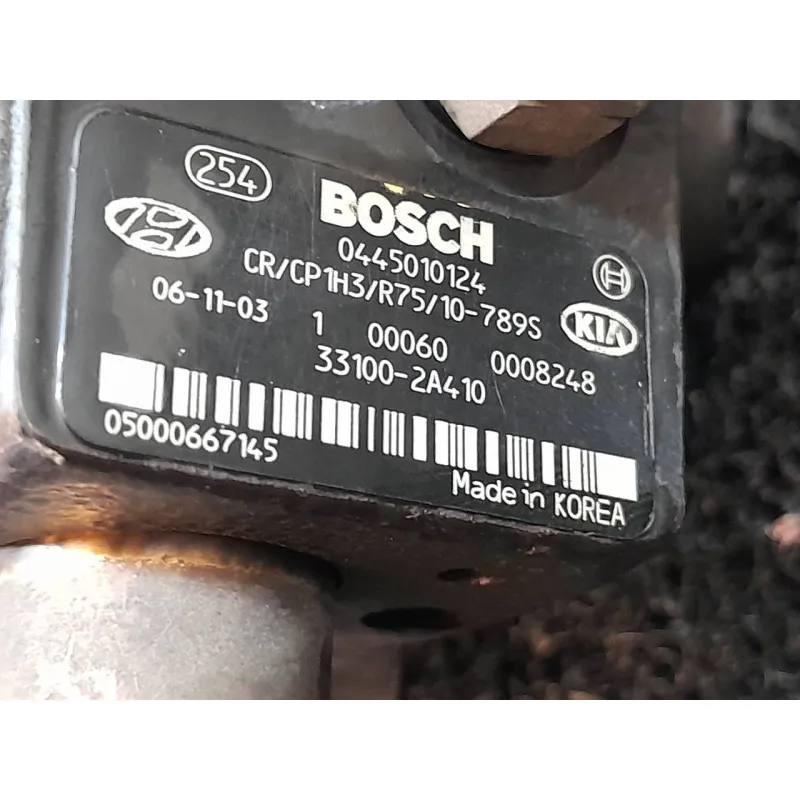 254
BOSCH
0445010124
CR/CP1H3/R75/10-789S
KIA
06-11-03 1 00060 0008248
33100-2A410
05000667145
Made in KOREA